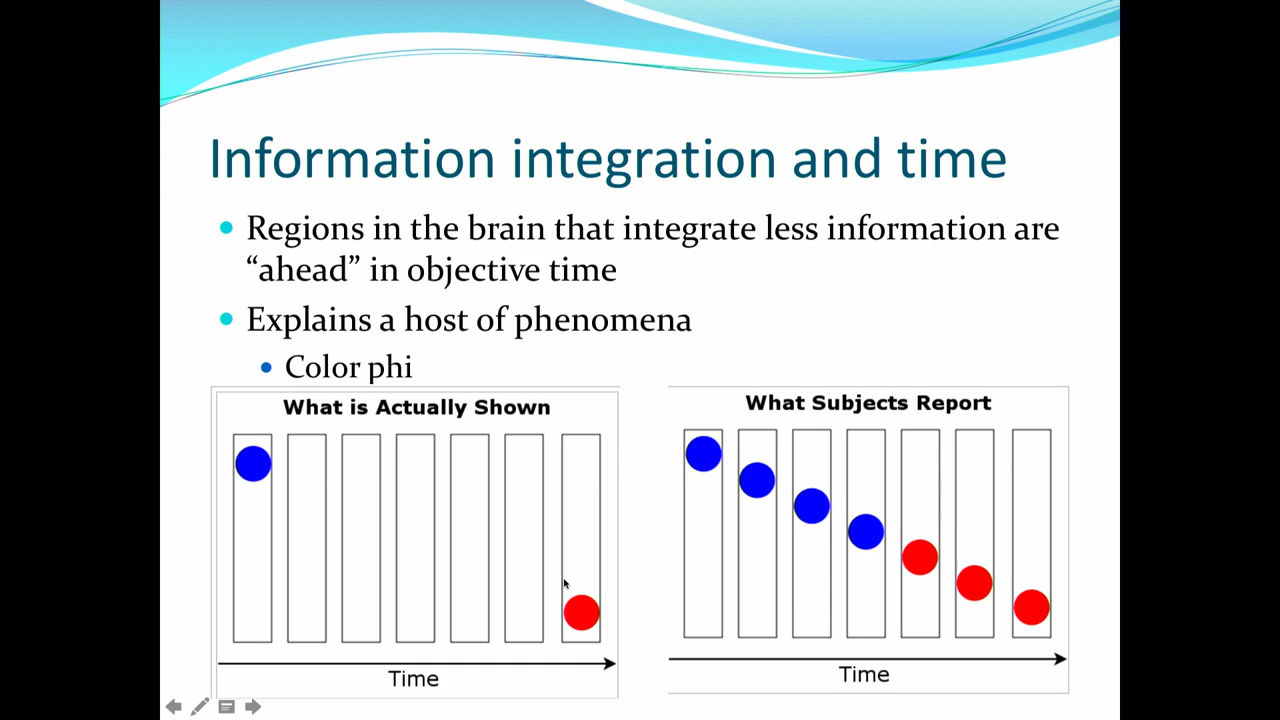 Information integration and time
Regions in the brain that integrate less information are
“ahead” in objective time
Explains a host of phenomena
Color phi
What is Actually Shown
Time
What Subjects Report
Time